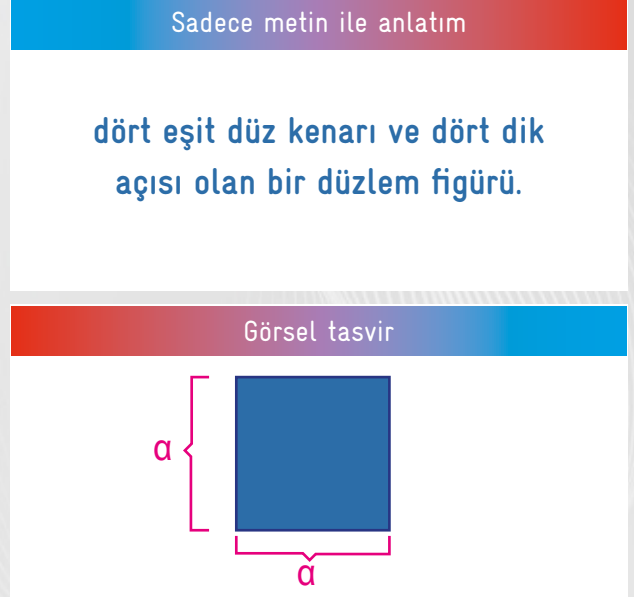 Sadece metin ile anlatım
dört eşit düz kenarı ve dört dik
açısı olan bir düzlem figürü.
Görsel tasvir
a
a